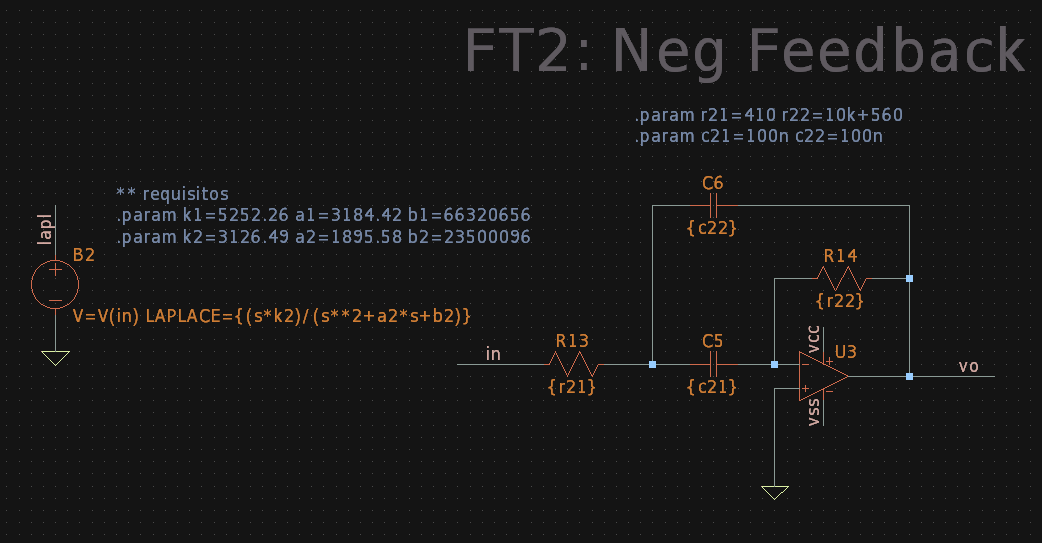 FT2: Neg Feedback
.param r21=410 r22=10k+560
.param c21=100n c22=100n
** requisitos
.param k1=5252.26 a1=3184.42 b1=66320656
.param k2=3126.49 a2=1895.58 b2=23500096
lapl
B2
V=V(in) LAPLACE={(s*k2)/(s**2+a2*s+b2)}
C6
{c22}
R14
{r22}
in
R13
{r21}
C5
{c21}
vcc
U3
vss
vo